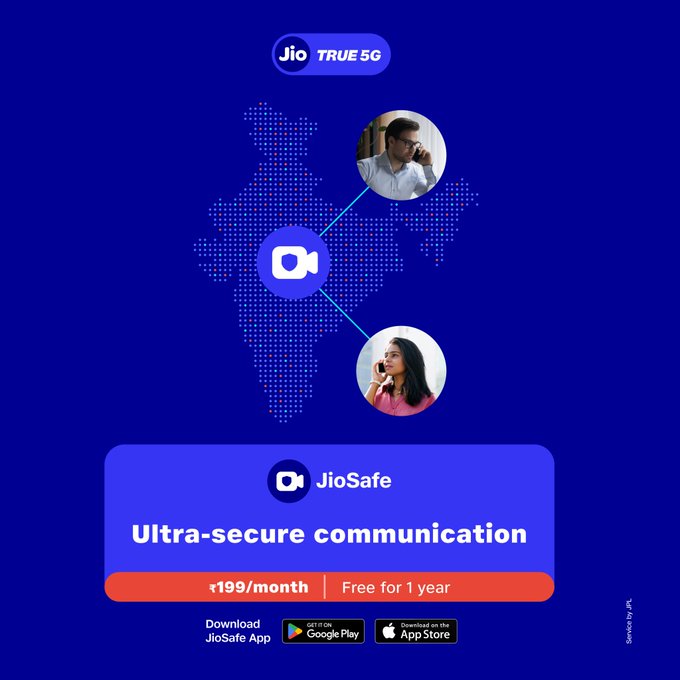 Jio TRUE 5G
JioSafe
Ultra-secure communication
₹199/month | Free for 1 year
Download
JioSafe App
GET IT ON
Google Play
Download on the
App Store
Service by JPL